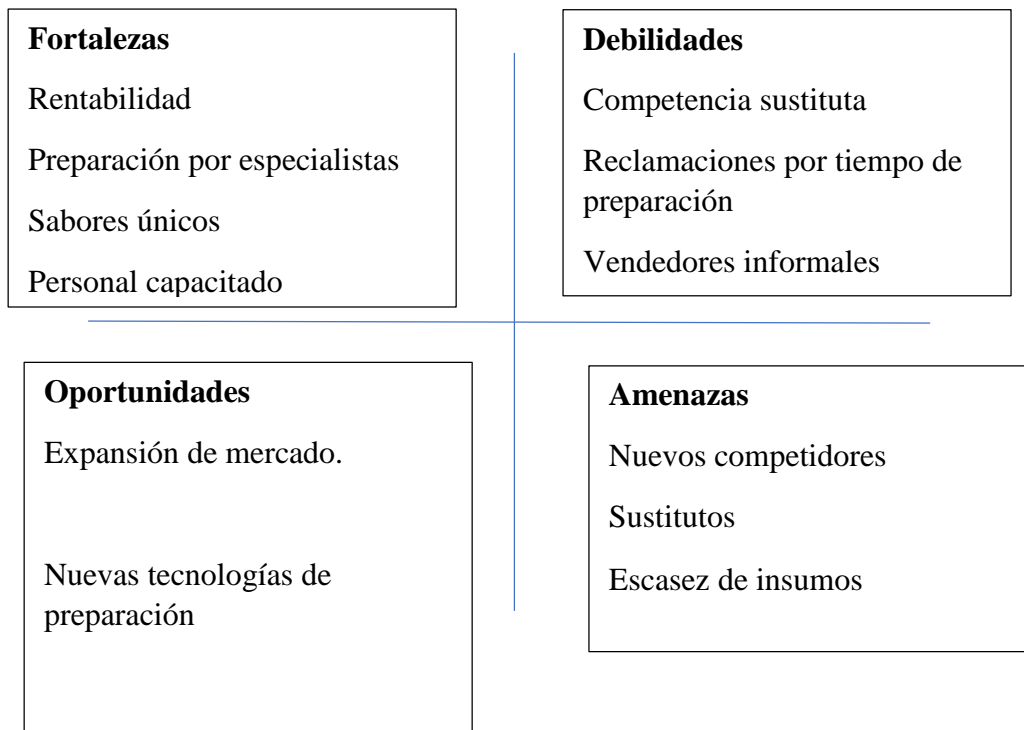 Fortalezas
Rentabilidad
Preparación por especialistas
Sabores únicos
Personal capacitado
Debilidades
Competencia sustituta
Reclamaciones por tiempo de
preparación
Vendedores informales
Oportunidades
Expansión de mercado.
Nuevas tecnologías de
preparación
Amenazas
Nuevos competidores
Sustitutos
Escasez de insumos